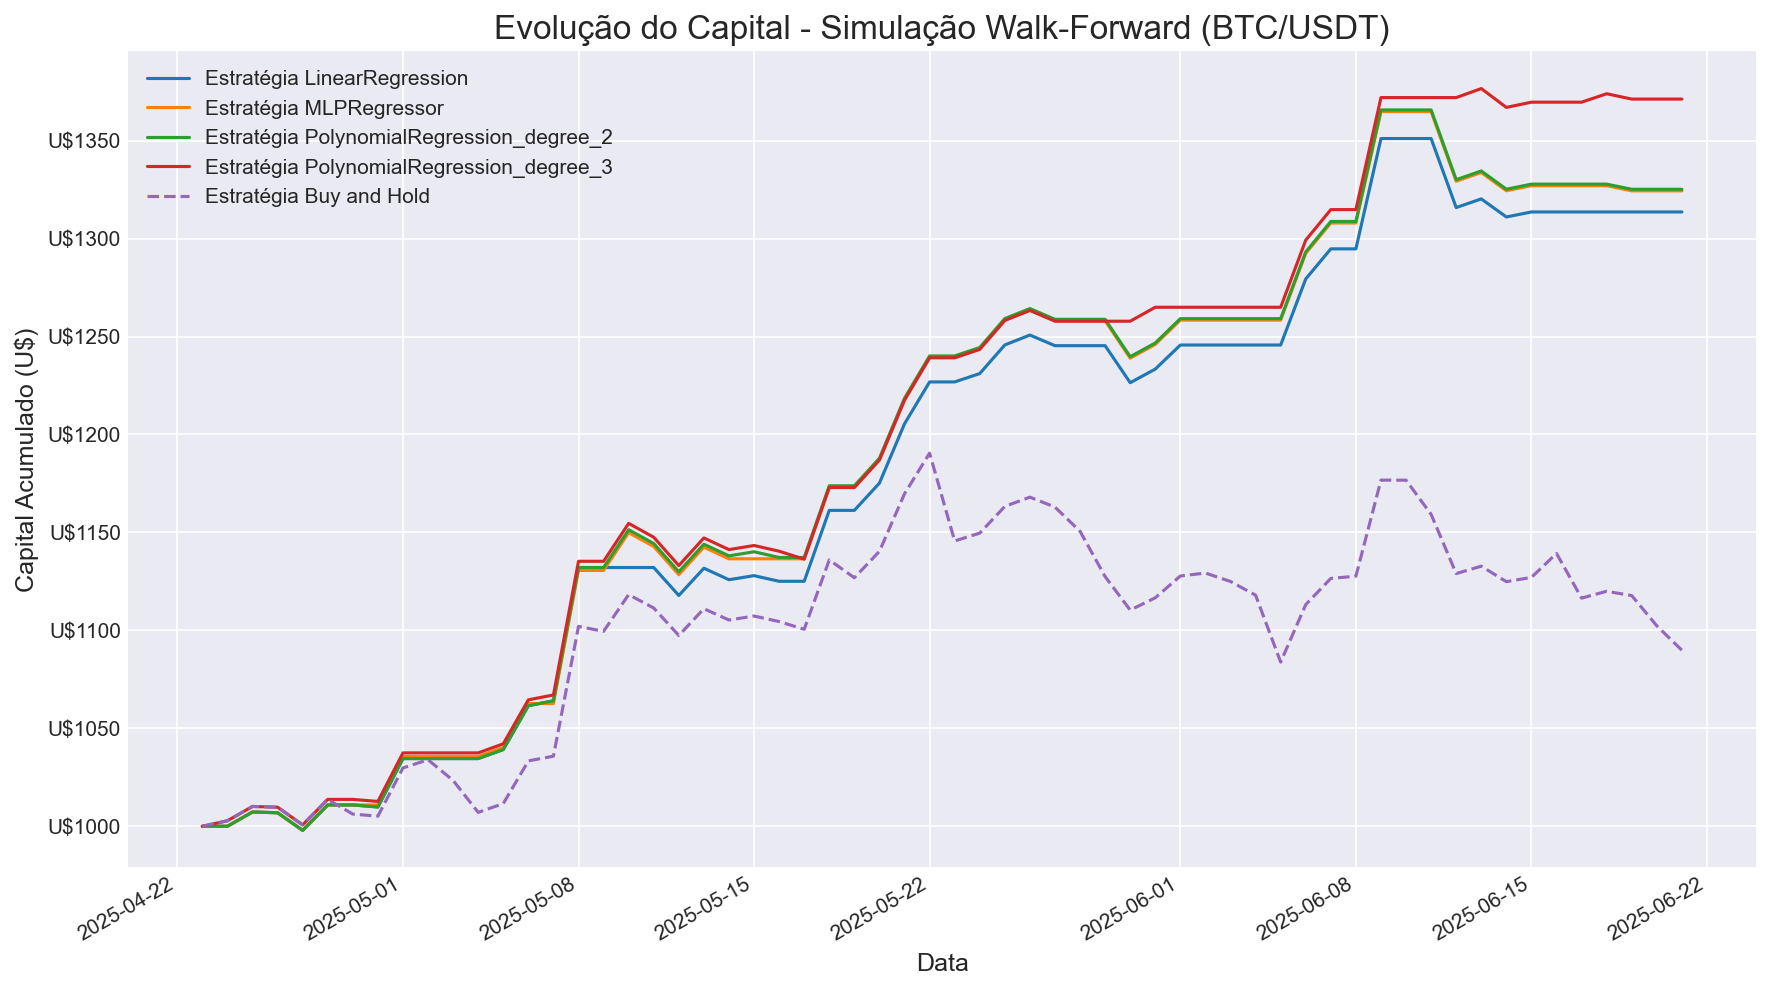 Evolução do Capital - Simulação Walk-Forward (BTC/USDT)
Estratégia LinearRegression
Estratégia MLPRegressor
Estratégia PolynomialRegression_degree_2
Estratégia PolynomialRegression_degree_3
Estratégia Buy and Hold
Capital Acumulado (U$)
U$1350
U$1300
U$1250
U$1200
U$1150
U$1100
U$1050
U$1000
2025-04-22
2025-05-01
2025-05-08
2025-05-15
2025-05-22
2025-06-01
2025-06-08
2025-06-15
2025-06-22
Data